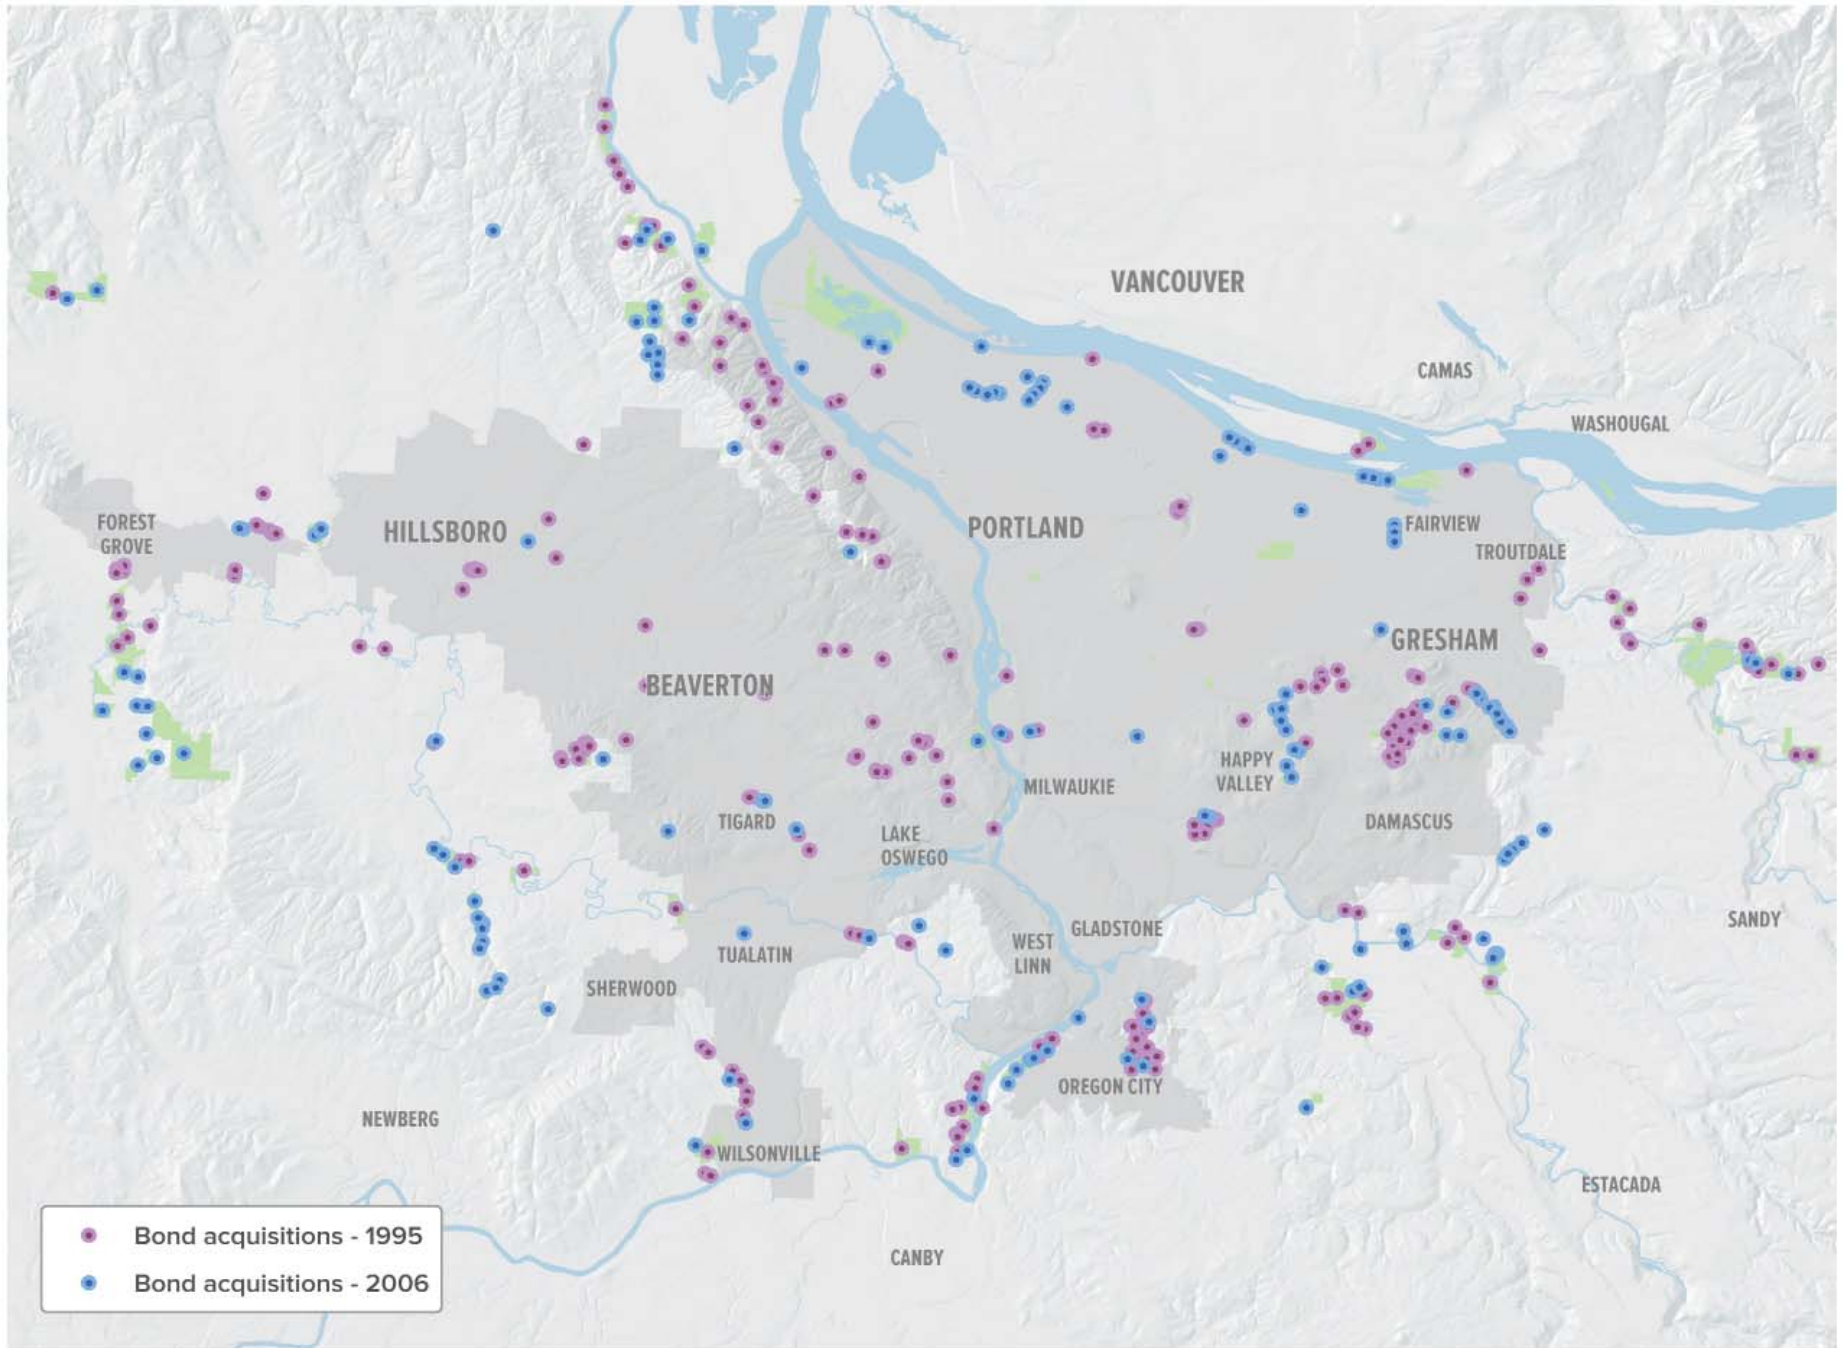 VANCOUVER
CAMAS
WASHOUGAL
FOREST
GROVE
HILLSBORO
PORTLAND
FAIRVIEW
TROUTDALE
GRESHAM
BEAVERTON
HAPPY
VALLEY
MILWAUKIE
TIGARD
LAKE
OSWEGO
DAMASCUS
SANDY
GLADSTONE
WEST
LINN
TUALATIN
SHERWOOD
OREGON CITY
NEWBERG
WILSONVILLE
ESTACADA
CANBY
Bond acquisitions - 1995
Bond acquisitions - 2006